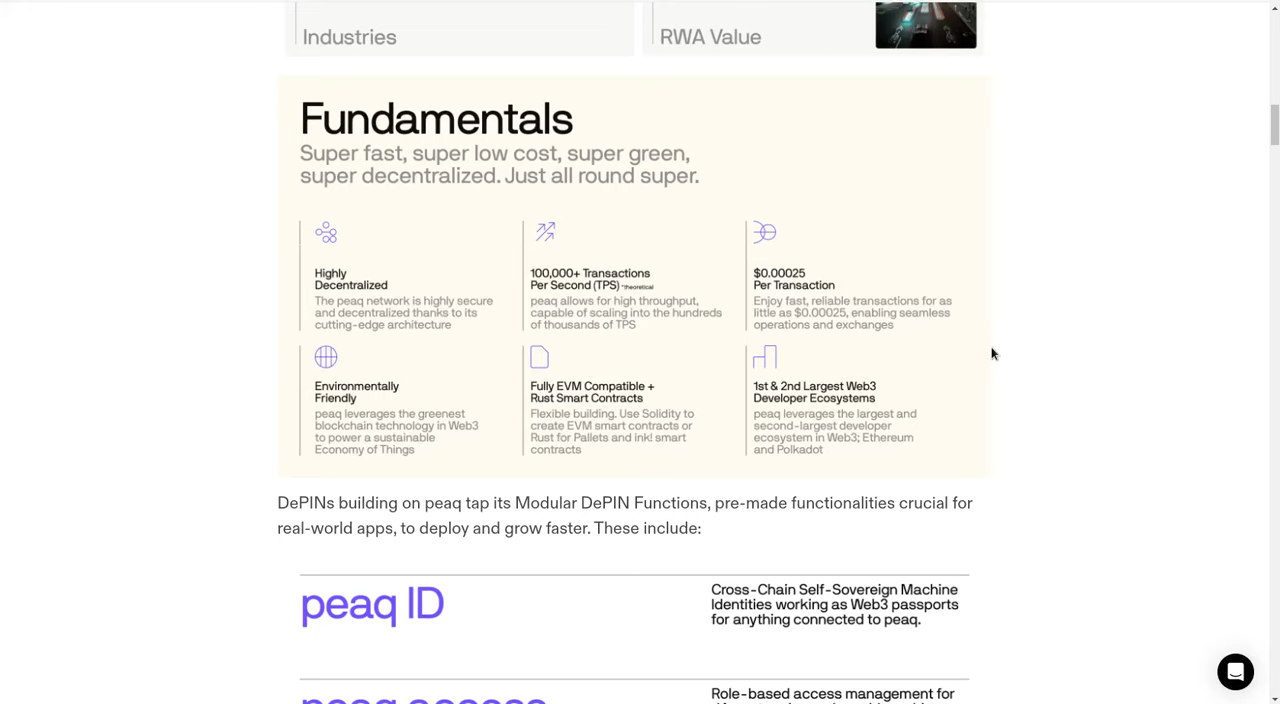 Industries
RWA Value
Fundamentals
Super fast, super low cost, super green,
super decentralized. Just all round super.
Highly
Decentralized
The peaq network is highly secure
and decentralized thanks to its
cutting-edge architecture
100,000+ Transactions
Per Second (TPS) *theoretical
peaq allows for high throughput,
capable of scaling into the hundreds
of thousands of TPS
$0.00025
Per Transaction
Enjoy fast, reliable transactions for as
little as $0.00025, enabling seamless
operations and exchanges
Environmentally
Friendly
peaq leverages the greenest
blockchain technology in Web3
to power a sustainable
Economy of Things
Fully EVM Compatible +
Rust Smart Contracts
Flexible building. Use Solidity to
create EVM smart contracts or
Rust for Pallets and ink! smart
contracts
1st & 2nd Largest Web3
Developer Ecosystems
peaq leverages the largest and
second-largest developer
ecosystem in Web3; Ethereum
and Polkadot
DePINs building on peaq tap its Modular DePIN Functions, pre-made functionalities crucial for
real-world apps, to deploy and grow faster. These include:
peaq ID
Cross-Chain Self-Sovereign Machine
Identities working as Web3 passports
for anything connected to peaq.
peaq access
Role-based access management for